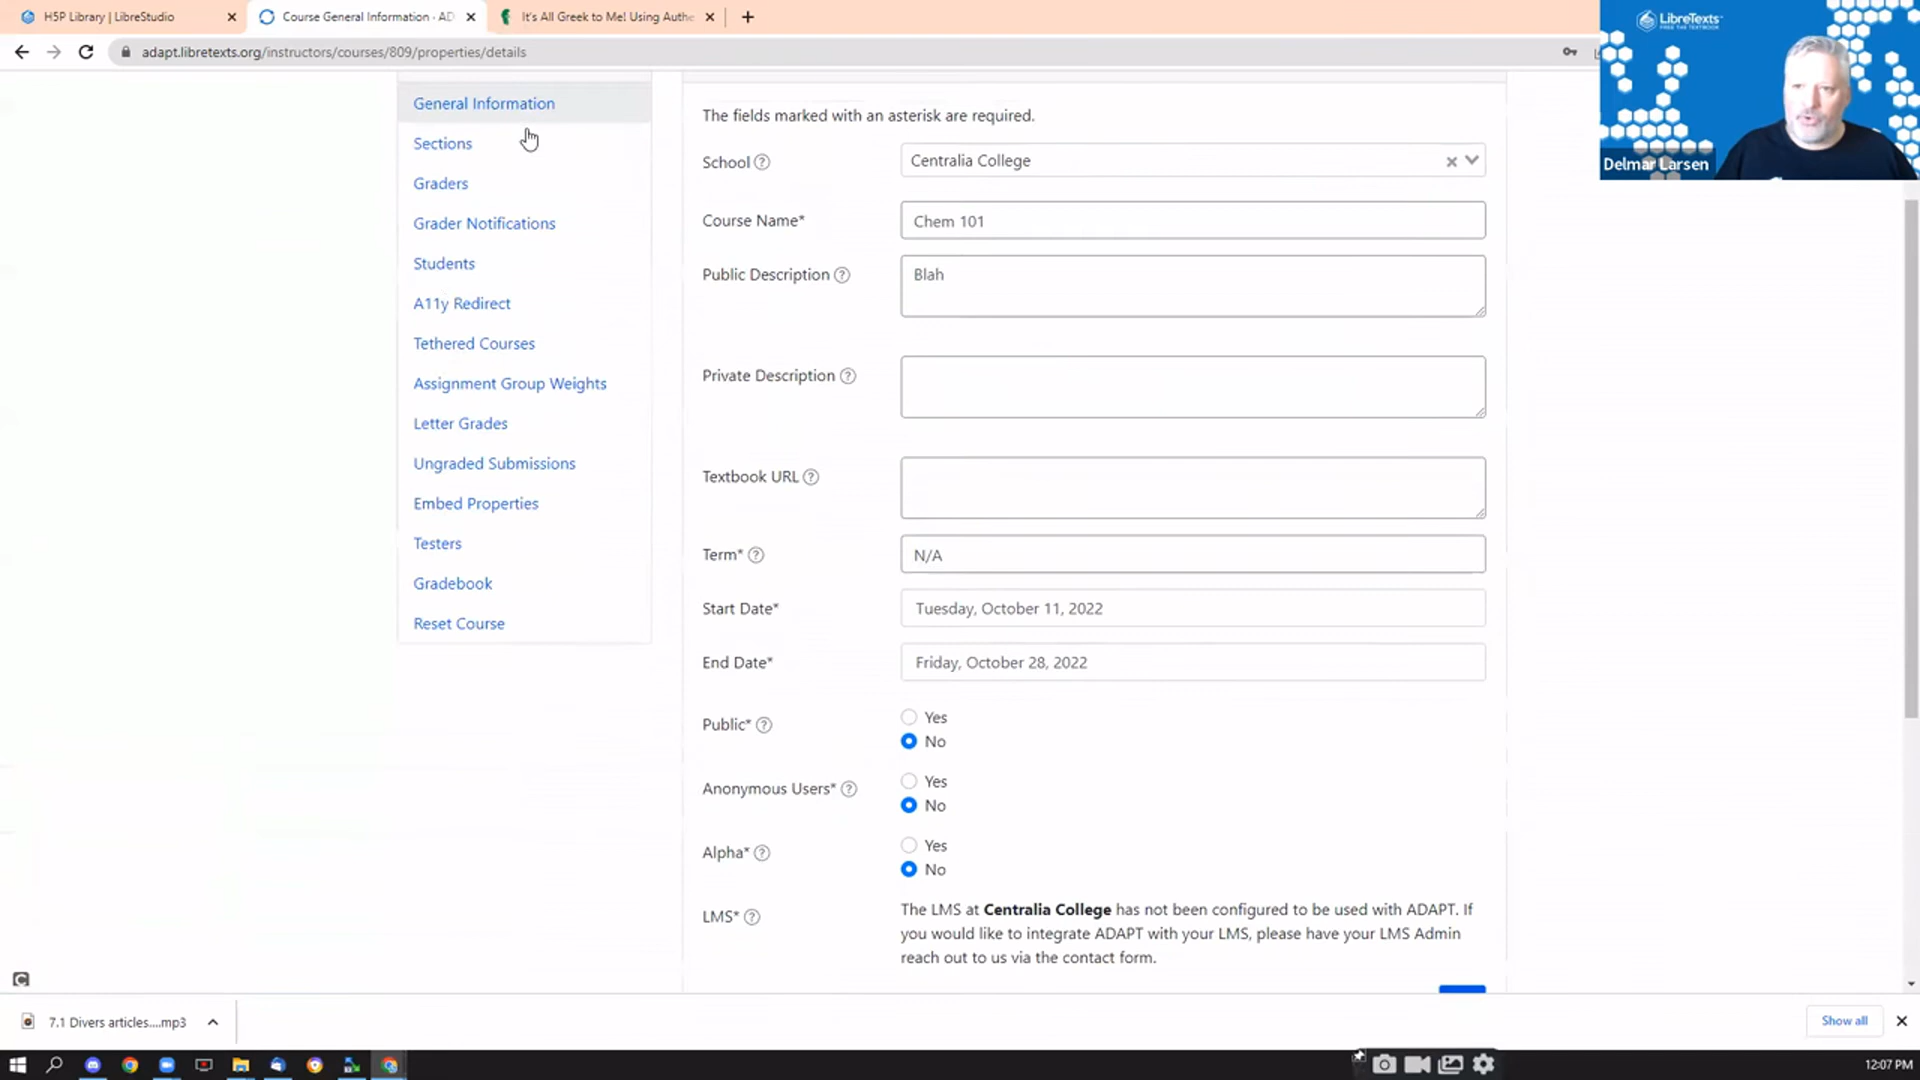 H5P Library | LibreStudio
Course General Information · AD
It's All Greek to Me! Using Authe
adapt.libretexts.org/instructors/courses/809/properties/details
LibreTexts
FREE THE TEXTBOOK
Delmar Larsen
General Information
Sections
Graders
Grader Notifications
Students
A11y Redirect
Tethered Courses
Assignment Group Weights
Letter Grades
Ungraded Submissions
Embed Properties
Testers
Gradebook
Reset Course
The fields marked with an asterisk are required.
School Centralia College
Course Name* Chem 101
Public Description Blah
Private Description
Textbook URL
Term* N/A
Start Date* Tuesday, October 11, 2022
End Date* Friday, October 28, 2022
Public* Yes
No
Anonymous Users* Yes
No
Alpha* Yes
No
LMS* The LMS at Centralia College has not been configured to be used with ADAPT. If
you would like to integrate ADAPT with your LMS, please have your LMS Admin
reach out to us via the contact form.
7.1 Divers articles....mp3
Show all
12:07 PM